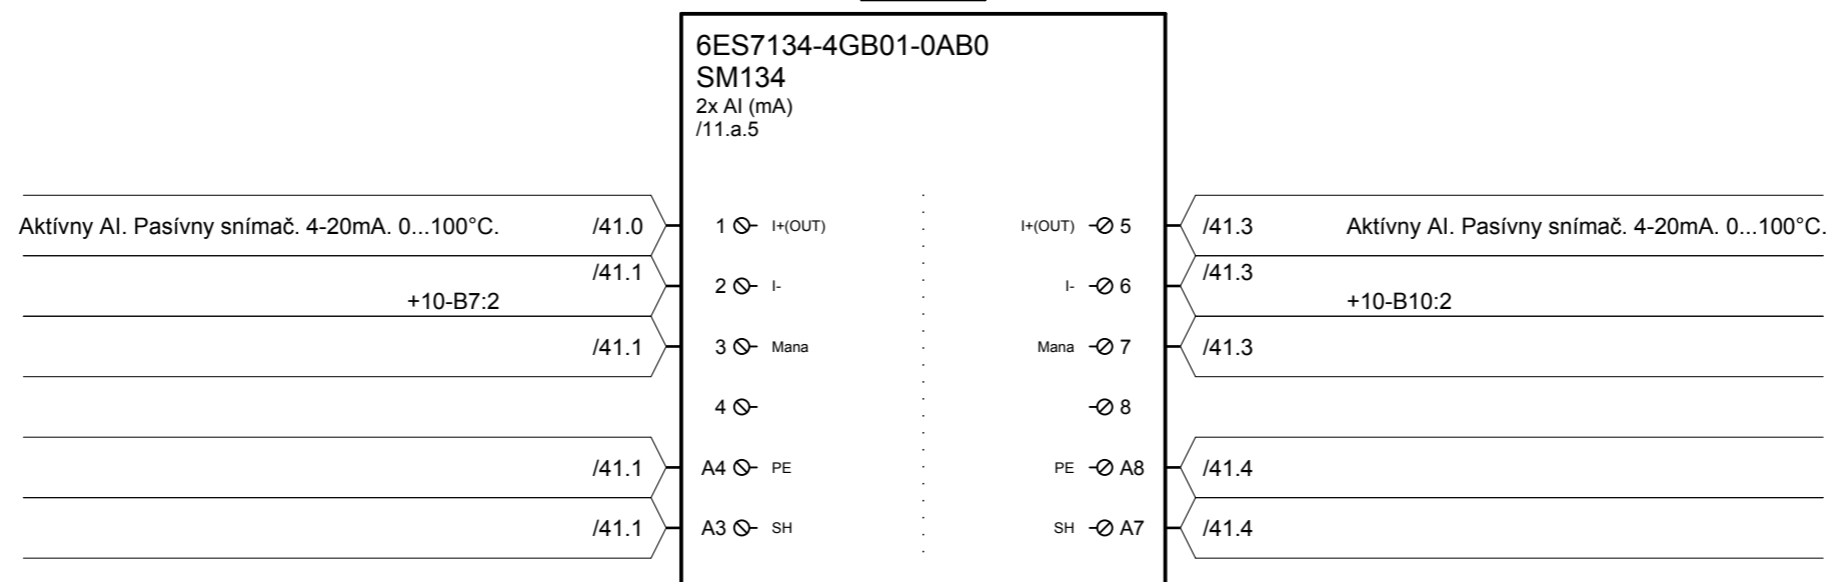 6ES7134-4GB01-0AB0
SM134
2x AI (mA)
/11.a.5
Aktívny AI. Pasívny snímač. 4-20mA. 0...100°C. /41.0 1 I+(OUT) I+(OUT) 5 /41.3 Aktívny AI. Pasívny snímač. 4-20mA. 0...100°C.
/41.1 2 I- I- 6 /41.3
+10-B7:2 +10-B10:2
/41.1 3 Mana Mana 7 /41.3
4 8
/41.1 A4 PE PE A8 /41.4
/41.1 A3 SH SH A7 /41.4